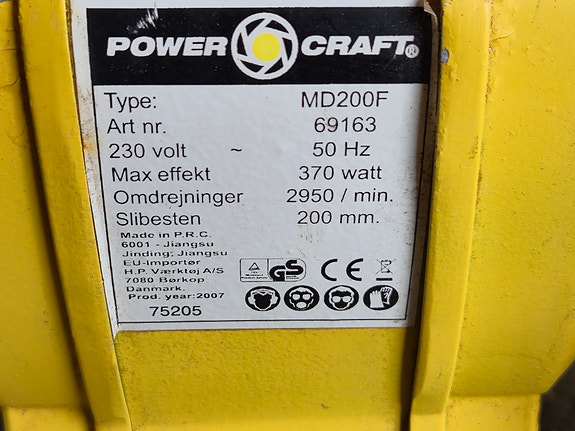 POWER CRAFT®
Type: MD200F
Art nr. 69163
230 volt ~ 50 Hz
Max effekt 370 watt
Omdrejninger 2950 / min.
Slibesten 200 mm.
Made in P.R.C.
6001 - Jiangsu
Jinding; Jiangsu
EU-Importør
H.P. Værktøj A/S
7080 Børkop
Danmark.
Prod. year:2007
75205
GS
CE